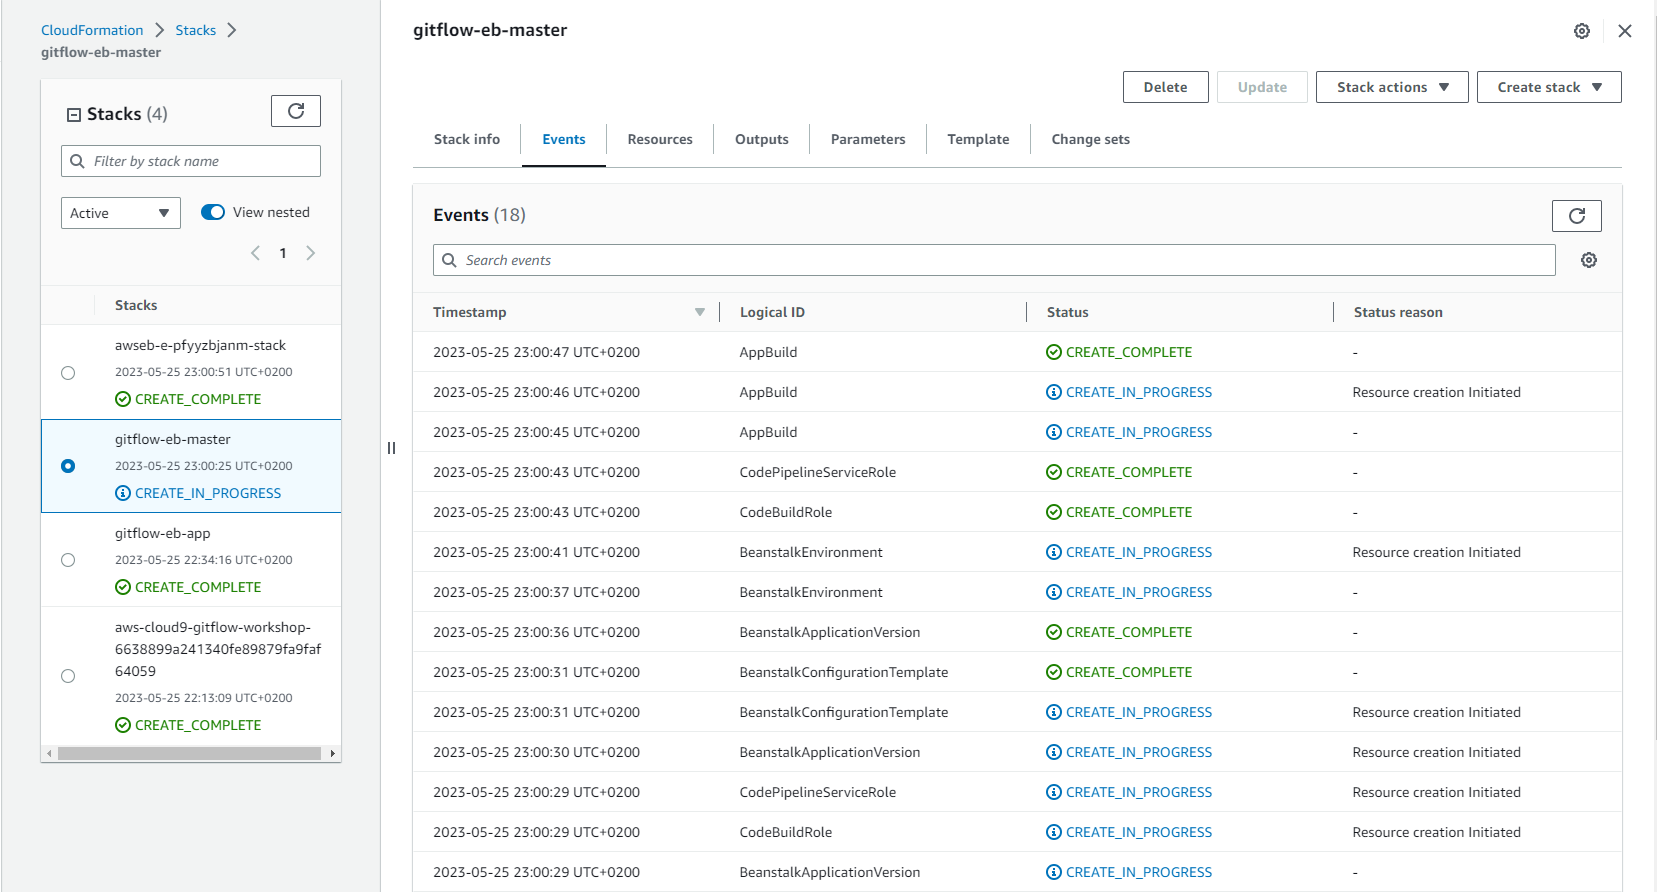 CloudFormation > Stacks >
gitflow-eb-master
Stacks (4)
Filter by stack name
Active View nested
1
Stacks
awseb-e-pfyyzbjanm-stack
2023-05-25 23:00:51 UTC+0200
CREATE_COMPLETE
gitflow-eb-master
2023-05-25 23:00:25 UTC+0200
CREATE_IN_PROGRESS
gitflow-eb-app
2023-05-25 22:34:16 UTC+0200
CREATE_COMPLETE
aws-cloud9-gitflow-workshop-
6638899a241340fe89879fa9faf
64059
2023-05-25 22:13:09 UTC+0200
CREATE_COMPLETE
gitflow-eb-master
Delete Update Stack actions Create stack
Stack info Events Resources Outputs Parameters Template Change sets
Events (18)
Search events
Timestamp Logical ID Status Status reason
2023-05-25 23:00:47 UTC+0200 AppBuild CREATE_COMPLETE -
2023-05-25 23:00:46 UTC+0200 AppBuild CREATE_IN_PROGRESS Resource creation Initiated
2023-05-25 23:00:45 UTC+0200 AppBuild CREATE_IN_PROGRESS -
2023-05-25 23:00:43 UTC+0200 CodePipelineServiceRole CREATE_COMPLETE -
2023-05-25 23:00:43 UTC+0200 CodeBuildRole CREATE_COMPLETE -
2023-05-25 23:00:41 UTC+0200 BeanstalkEnvironment CREATE_IN_PROGRESS Resource creation Initiated
2023-05-25 23:00:37 UTC+0200 BeanstalkEnvironment CREATE_IN_PROGRESS -
2023-05-25 23:00:36 UTC+0200 BeanstalkApplicationVersion CREATE_COMPLETE -
2023-05-25 23:00:31 UTC+0200 BeanstalkConfigurationTemplate CREATE_COMPLETE -
2023-05-25 23:00:31 UTC+0200 BeanstalkConfigurationTemplate CREATE_IN_PROGRESS Resource creation Initiated
2023-05-25 23:00:30 UTC+0200 BeanstalkApplicationVersion CREATE_IN_PROGRESS Resource creation Initiated
2023-05-25 23:00:29 UTC+0200 CodePipelineServiceRole CREATE_IN_PROGRESS Resource creation Initiated
2023-05-25 23:00:29 UTC+0200 CodeBuildRole CREATE_IN_PROGRESS Resource creation Initiated
2023-05-25 23:00:29 UTC+0200 BeanstalkApplicationVersion CREATE_IN_PROGRESS -